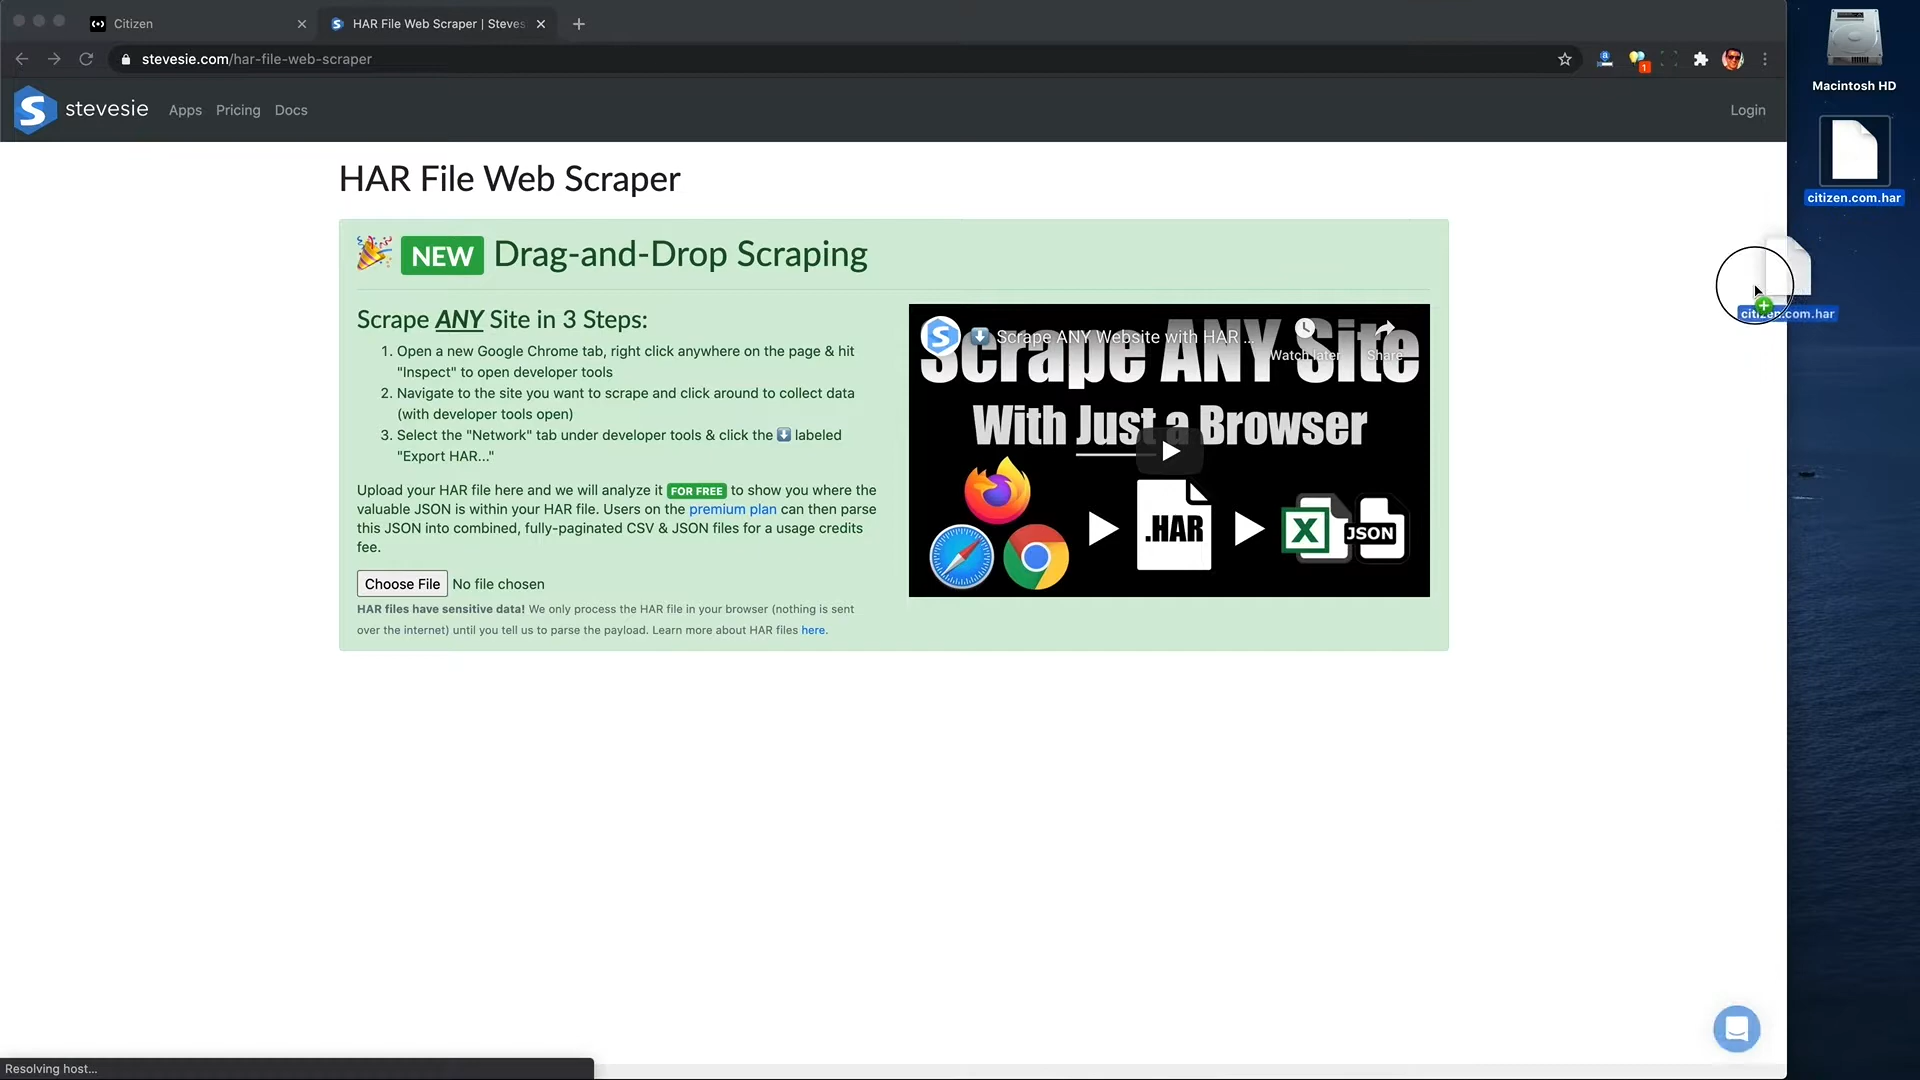 Citizen
HAR File Web Scraper | Steves
stevesie.com/har-file-web-scraper
1
Macintosh HD
stevesie
Apps
Pricing
Docs
Login
citizen.com.har
HAR File Web Scraper
NEW Drag-and-Drop Scraping
citizen.com.har
Scrape ANY Site in 3 Steps:
1. Open a new Google Chrome tab, right click anywhere on the page & hit
"Inspect" to open developer tools
2. Navigate to the site you want to scrape and click around to collect data
(with developer tools open)
3. Select the "Network" tab under developer tools & click the ⬇️ labeled
"Export HAR..."
Upload your HAR file here and we will analyze it FOR FREE to show you where the
valuable JSON is within your HAR file. Users on the premium plan can then parse
this JSON into combined, fully-paginated CSV & JSON files for a usage credits
fee.
Choose File No file chosen
HAR files have sensitive data! We only process the HAR file in your browser (nothing is sent
over the internet) until you tell us to parse the payload. Learn more about HAR files here.
⬇️ Scrape ANY Website with HAR ...
Watch later
Share
Scrape ANY Site
With Just a Browser
.HAR
X
JSON
Resolving host...